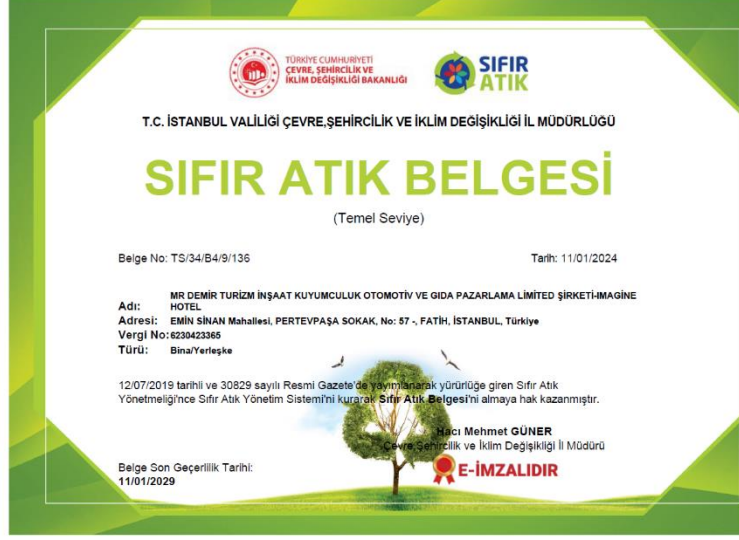 TÜRKİYE CUMHURİYETİ
ÇEVRE, ŞEHİRCİLİK VE
İKLİM DEĞİŞİKLİĞİ BAKANLIĞI
SIFIR
ATIK
T.C. İSTANBUL VALİLİĞİ ÇEVRE,ŞEHİRCİLİK VE İKLİM DEĞİŞİKLİĞİ İL MÜDÜRLÜĞÜ
SIFIR ATIK BELGESİ
(Temel Seviye)
Belge No: TS/34/B4/9/136
Tarih: 11/01/2024
Adı: MR DEMİR TURİZM İNŞAAT KUYUMCULUK OTOMOTİV VE GIDA PAZARLAMA LİMİTED ŞİRKETİ-IMAGİNE
HOTEL
Adresi: EMİN SİNAN Mahallesi, PERTEVPAŞA SOKAK, No: 57 -, FATİH, İSTANBUL, Türkiye
Vergi No: 6230423365
Türü: Bina/Yerleşke
12/07/2019 tarihli ve 30829 sayılı Resmi Gazete'de yayımlanarak yürürlüğe giren Sıfır Atık
Yönetmeliği'nce Sıfır Atık Yönetim Sistemi'ni kurarak Sıfır Atık Belgesi'ni almaya hak kazanmıştır.
Hacı Mehmet GÜNER
Çevre,Şehircilik ve İklim Değişikliği İl Müdürü
E-İMZALIDIR
Belge Son Geçerlilik Tarihi:
11/01/2029